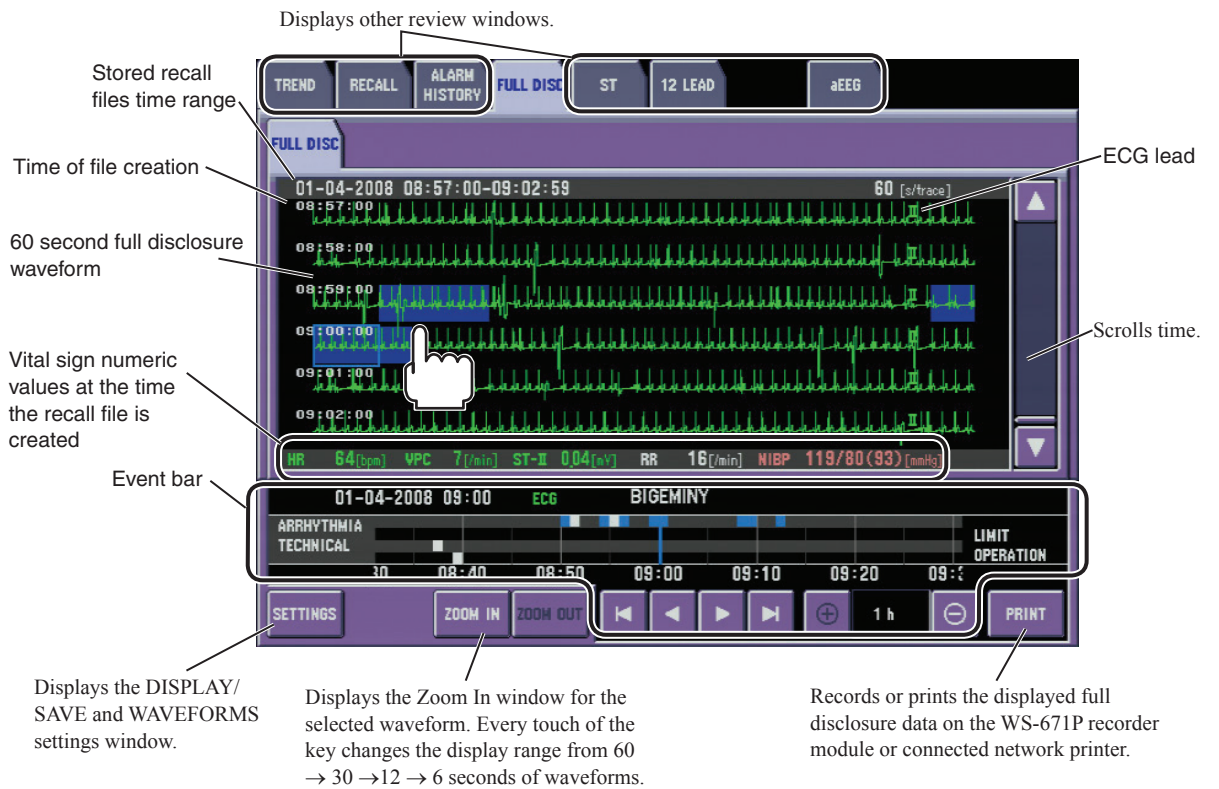 Displays other review windows.
Stored recall
files time range
TREND
RECALL
ALARM
HISTORY
FULL DISC
ST
12 LEAD
aEEG
FULL DISC
Time of file creation
ECG lead
01-04-2008 08:57:00-09:02:59
60 [s/trace]
08:57:00
II
60 second full disclosure
waveform
08:58:00
II
08:59:00
II
09:00:00
II
Scrolls time.
Vital sign numeric
values at the time
the recall file is
created
09:01:00
II
09:02:00
II
HR 64[bpm] VPC 7[/min] ST-II 0.04[mV] RR 16[/min] NIBP 119/80(93)[mmHg]
Event bar
01-04-2008 09:00 ECG BIGEMINY
ARRHYTHMIA
TECHNICAL
LIMIT
OPERATION
30 08:40 08:50 09:00 09:10 09:20
SETTINGS
ZOOM IN
ZOOM OUT
1 h
PRINT
Displays the DISPLAY/
SAVE and WAVEFORMS
settings window.
Displays the Zoom In window for the
selected waveform. Every touch of the
key changes the display range from 60
→ 30 →12 → 6 seconds of waveforms.
Records or prints the displayed full
disclosure data on the WS-671P recorder
module or connected network printer.